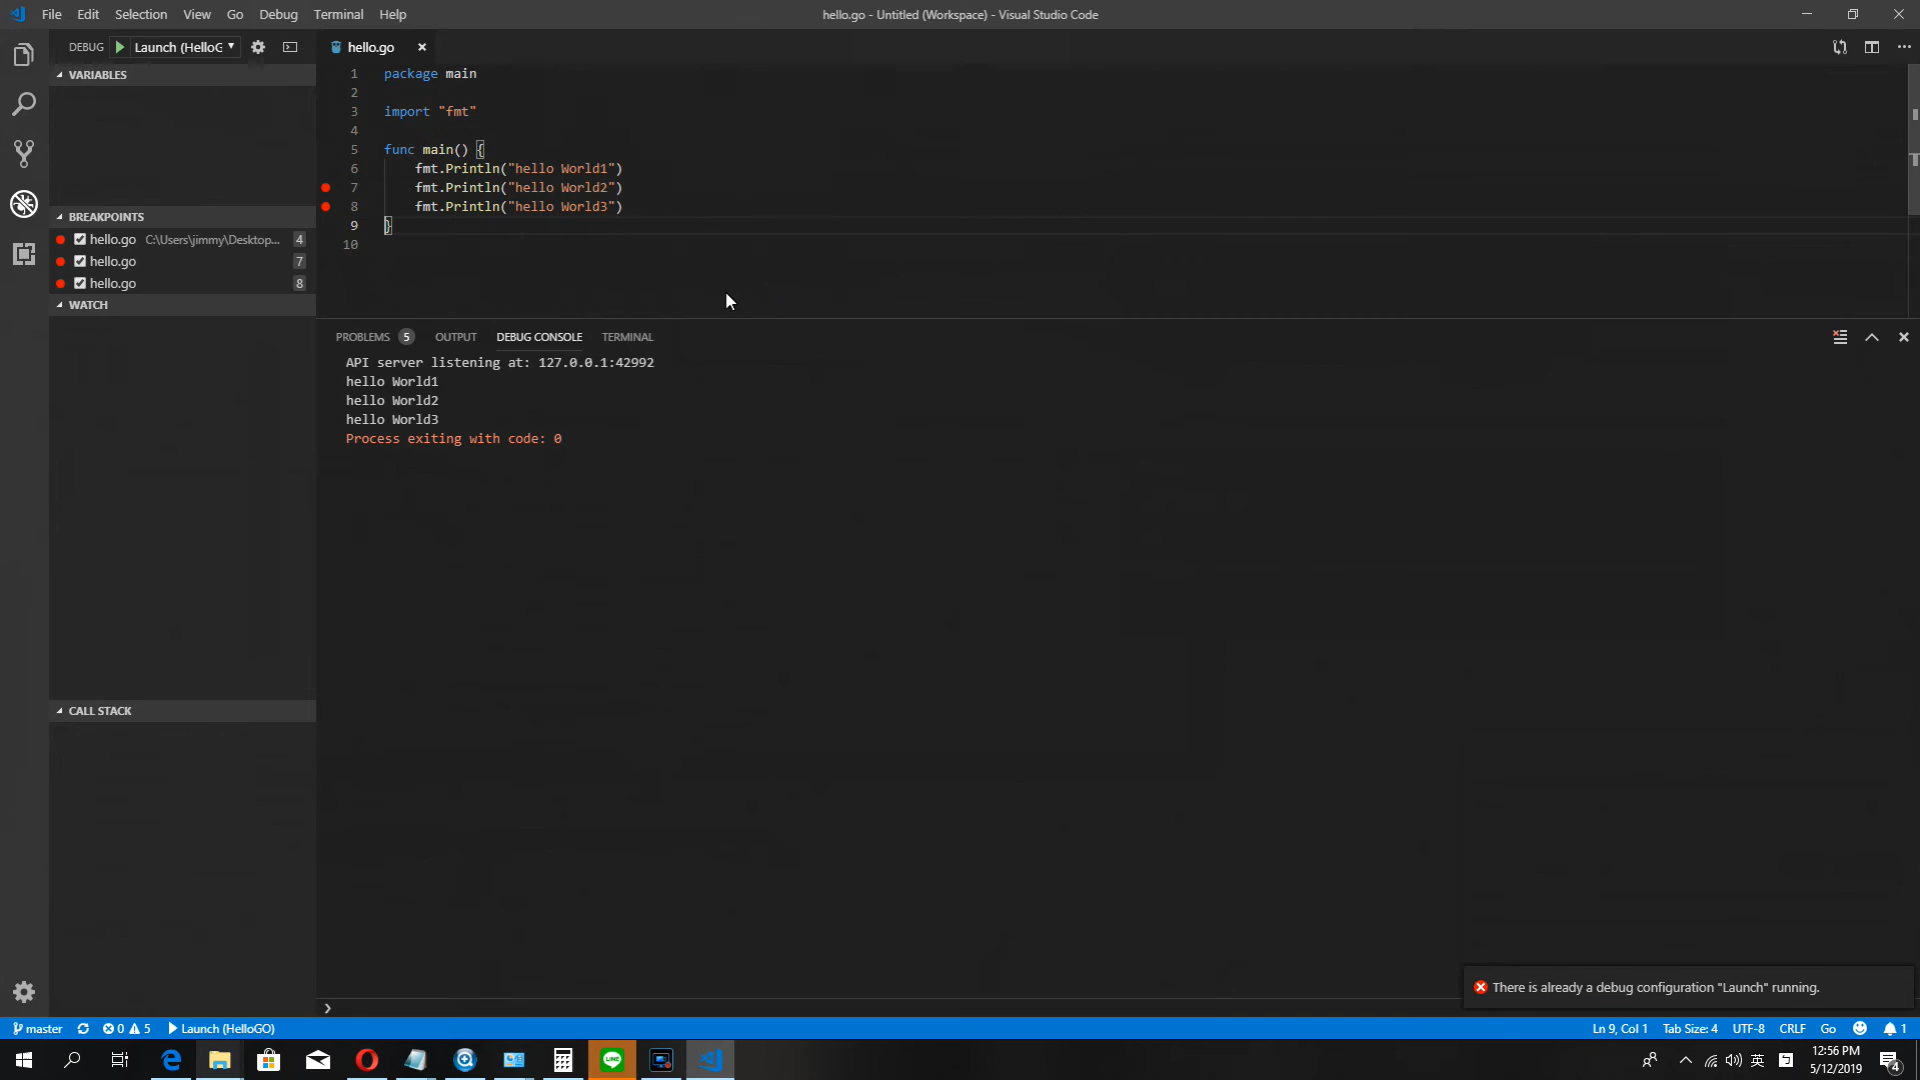 File Edit Selection View Go Debug Terminal Help
hello.go - Untitled (Workspace) - Visual Studio Code
DEBUG Launch (HelloG
hello.go
VARIABLES
BREAKPOINTS
hello.go C:\Users\jimmy\Desktop... 4
hello.go 7
hello.go 8
WATCH
CALL STACK
1 package main
2
3 import "fmt"
4
5 func main() {
6 fmt.Println("hello World1")
7 fmt.Println("hello World2")
8 fmt.Println("hello World3")
9 }
10
PROBLEMS 5 OUTPUT DEBUG CONSOLE TERMINAL
API server listening at: 127.0.0.1:42992
hello World1
hello World2
hello World3
Process exiting with code: 0
There is already a debug configuration "Launch" running.
master 0 5 Launch (HelloGO)
Ln 9, Col 1 Tab Size: 4 UTF-8 CRLF Go 1
LINE
英
12:56 PM
5/12/2019
4